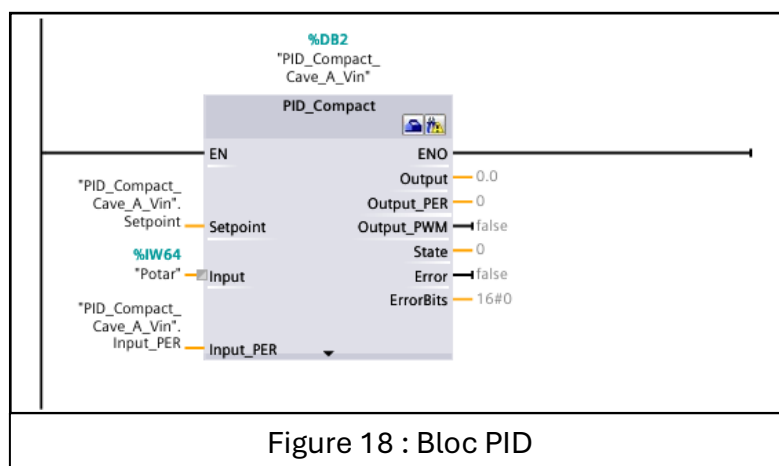 %DB2
"PID_Compact_
Cave_A_Vin"
PID_Compact
EN
ENO
Output
0.0
"PID_Compact_
Cave_A_Vin".
Setpoint
Output_PER
0
Setpoint
Output_PWM
false
%IW64
"Potar"
State
0
Input
Error
false
ErrorBits
16#0
"PID_Compact_
Cave_A_Vin".
Input_PER
Input_PER
Figure 18 : Bloc PID